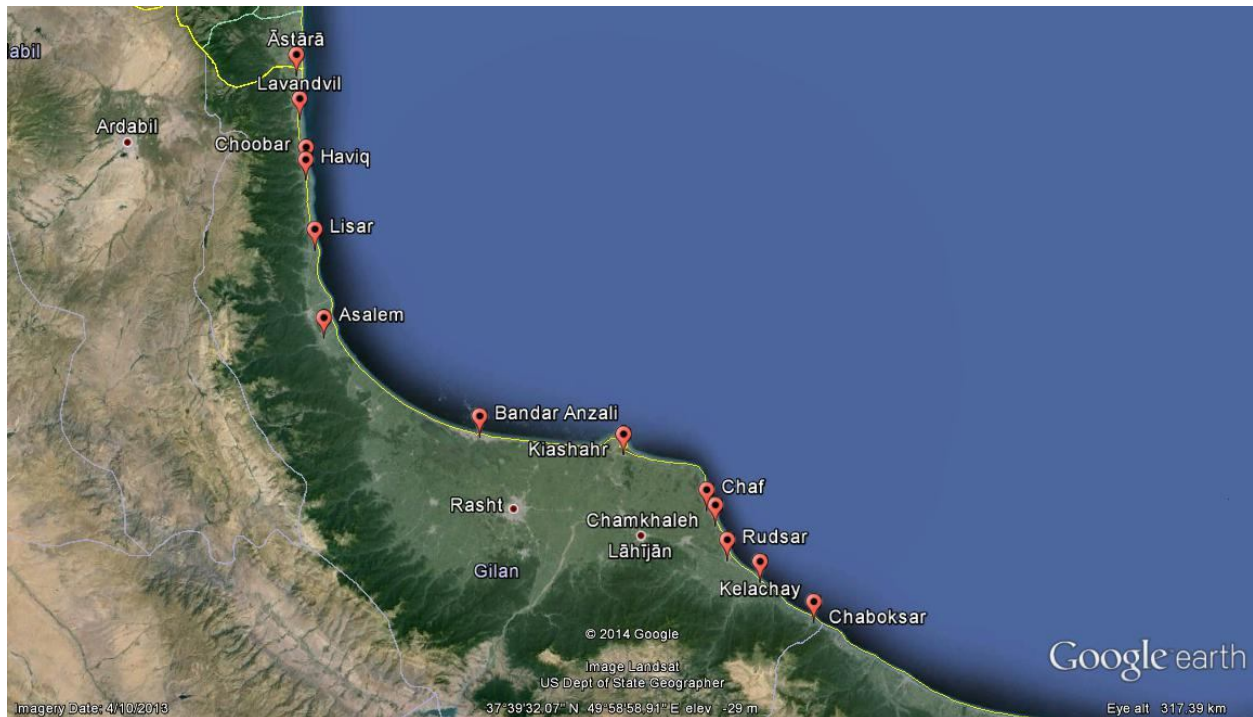 Āstārā
abil
Lavandvil
Ardabil
Choobar
Haviq
Lisar
Asalem
Bandar Anzali
Kiashahr
Chaf
Rasht
Chamkhaleh
Rudsar
Lāhījān
Gilan
Kelachay
Chaboksar
© 2014 Google
Image Landsat
US Dept of State Geographer
Google earth
Imagery Date: 4/10/2013
37°39'32.07" N 49°58'58.91" E elev -29 m
Eye alt 317.39 km